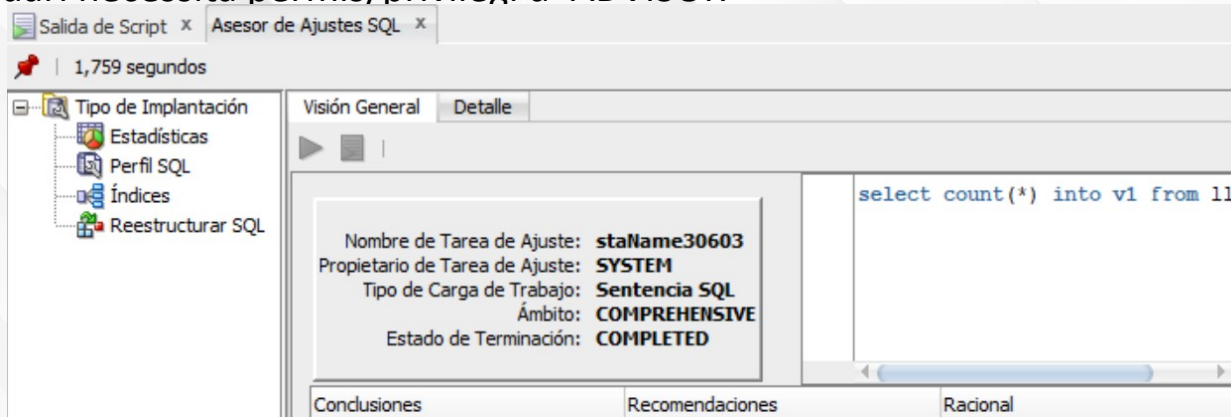 Salida de Script x Asesor de Ajustes SQL x
1,759 segundos
Tipo de Implantación
Estadísticas
Perfil SQL
Índices
Reestructurar SQL
Visión General Detalle
Nombre de Tarea de Ajuste: staName30603
Propietario de Tarea de Ajuste: SYSTEM
Tipo de Carga de Trabajo: Sentencia SQL
Ámbito: COMPREHENSIVE
Estado de Terminación: COMPLETED
select count(*) into v1 from ll
Conclusiones Recomendaciones Racional